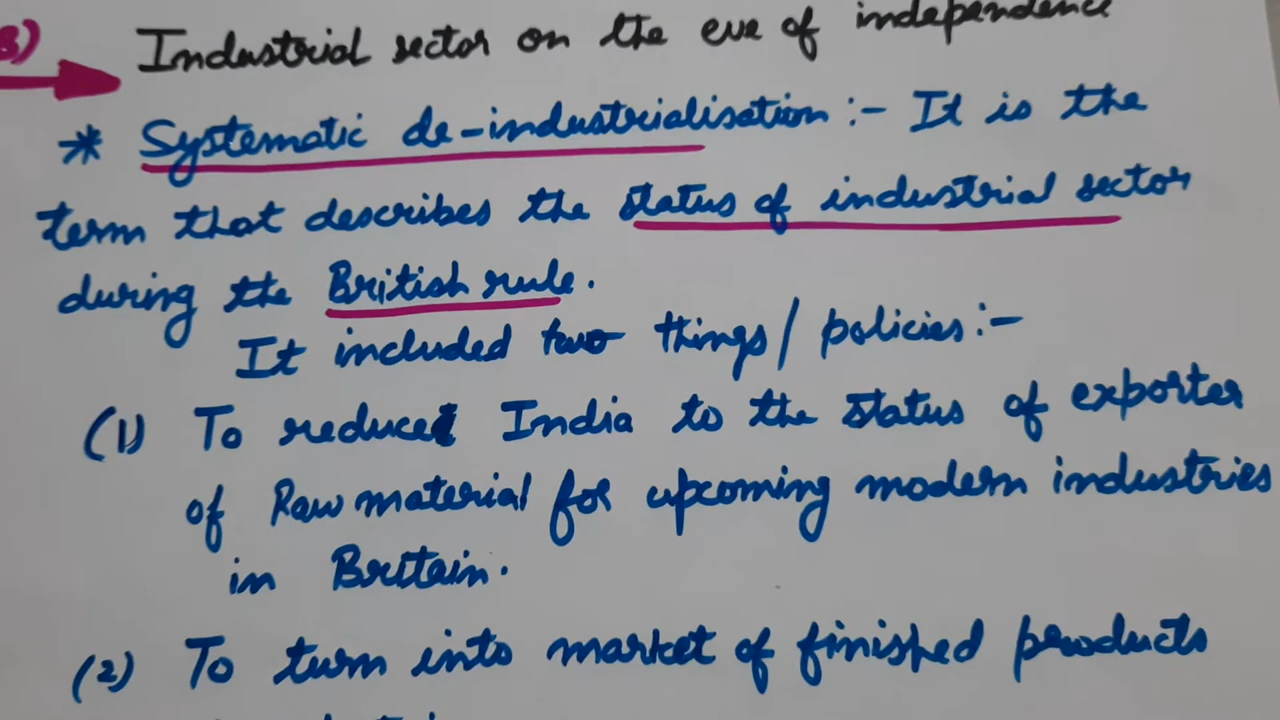 3)
Industrial sector on the eve of independence
* Systematic de-industrialisation :- It is the
term that describes the status of industrial sector
during the British rule.
It included two things/ policies:-
(1) To reduce India to the status of exporter
of Raw material for upcoming modern industries
in Britain.
(2) To turn into market of finished products